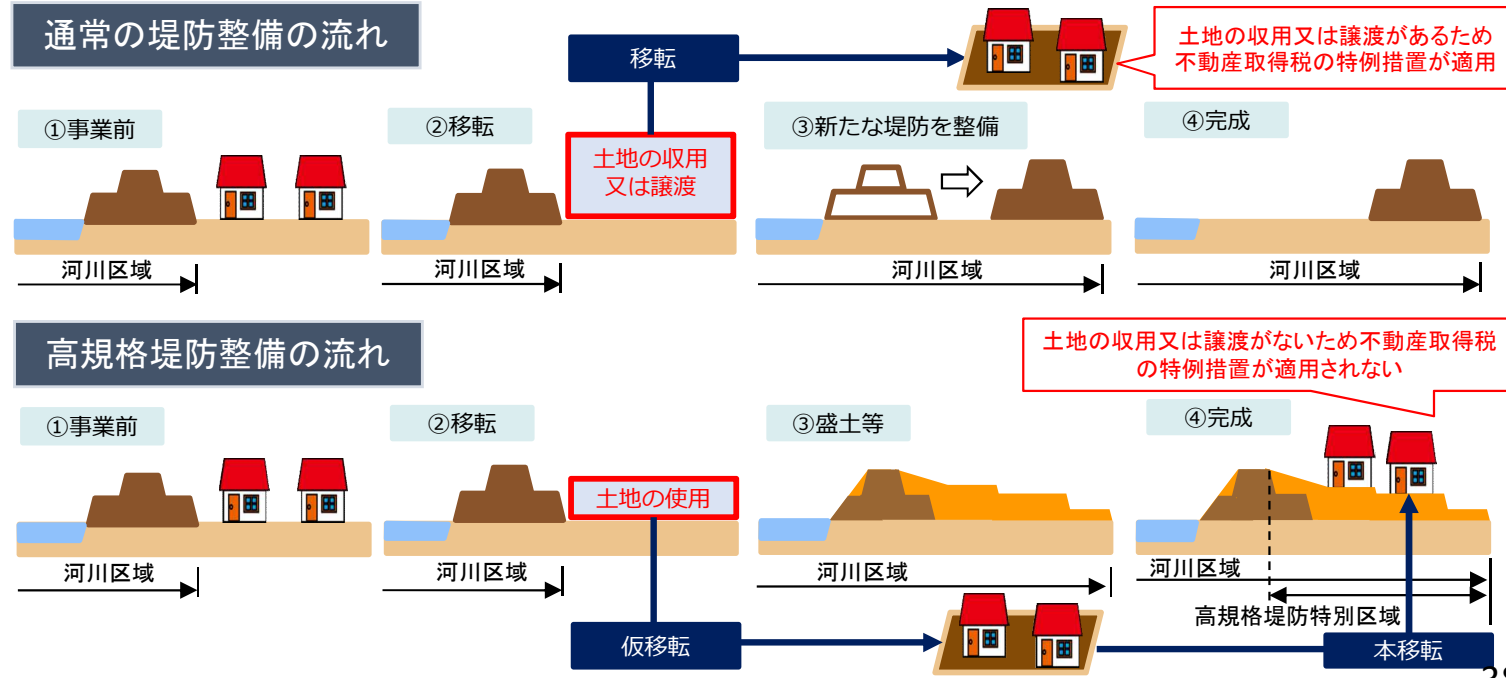 通常の堤防整備の流れ
移転
土地の収用又は譲渡があるため
不動産取得税の特例措置が適用
①事業前
②移転
③新たな堤防を整備
④完成
土地の収用
又は譲渡
河川区域
河川区域
河川区域
河川区域
高規格堤防整備の流れ
土地の収用又は譲渡がないため不動産取得税
の特例措置が適用されない
①事業前
②移転
③盛土等
④完成
土地の使用
河川区域
河川区域
河川区域
河川区域
高規格堤防特別区域
仮移転
本移転